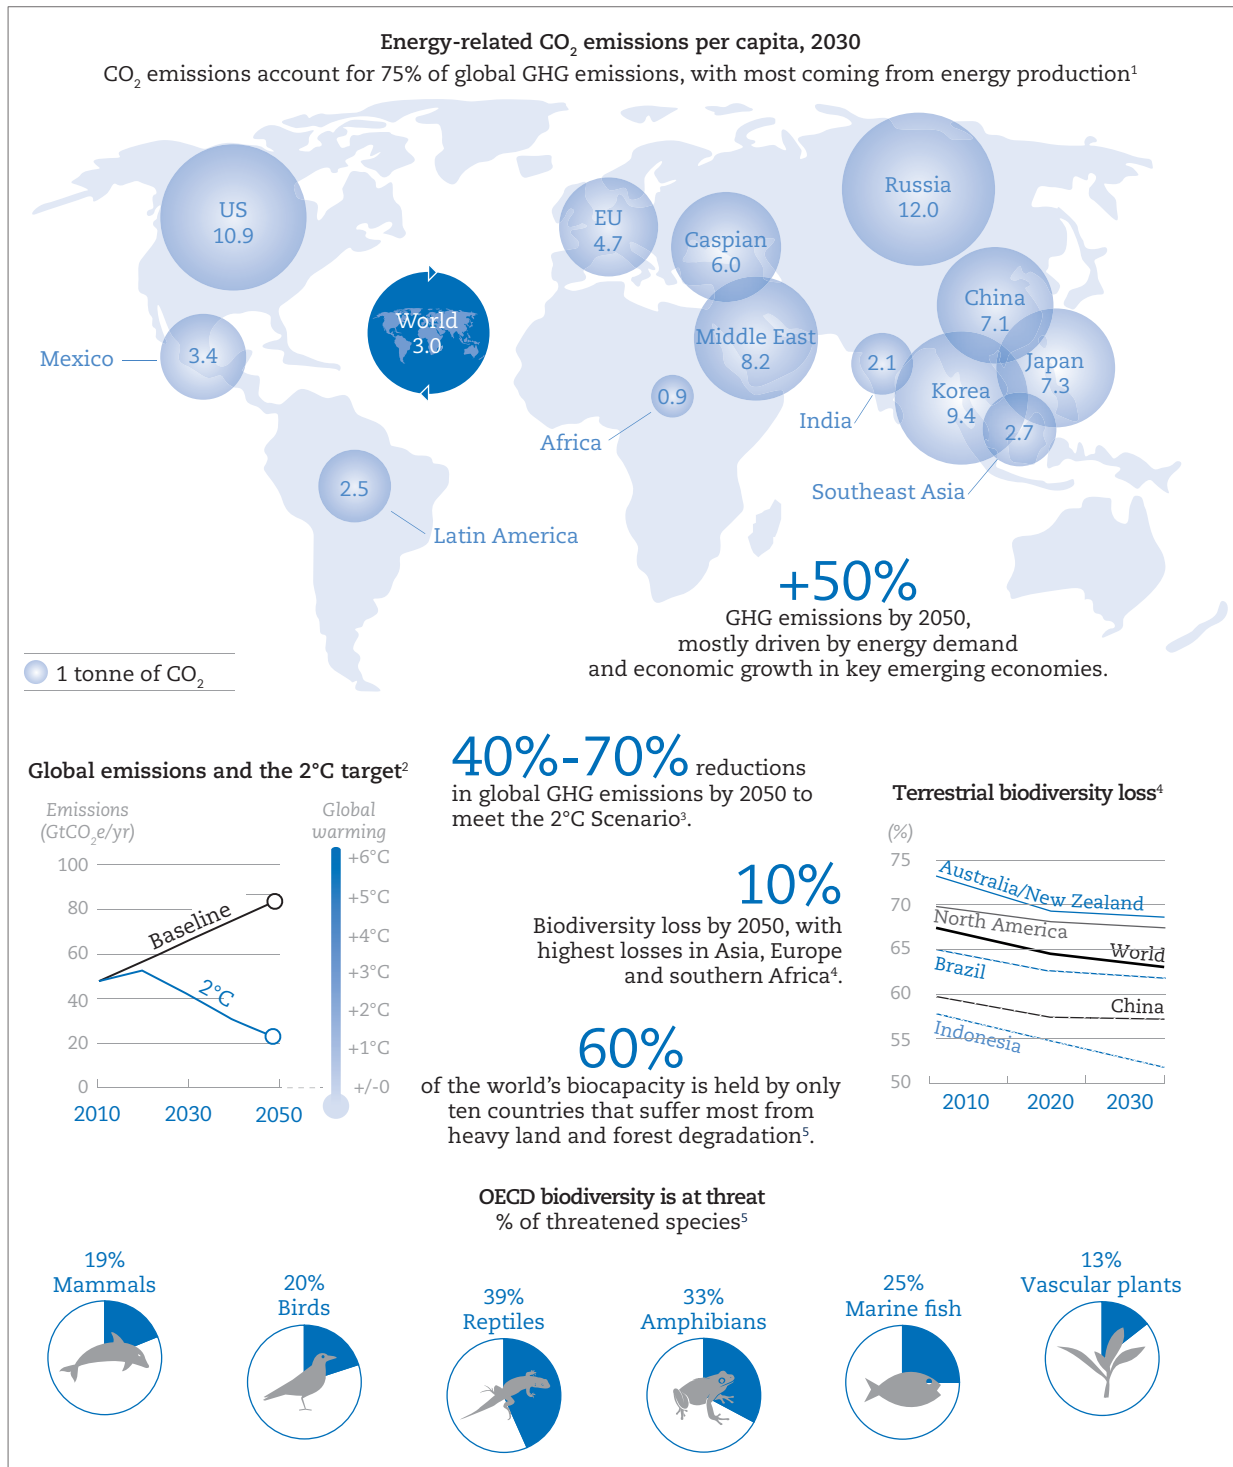 Energy-related CO2 emissions per capita, 2030
CO2 emissions account for 75% of global GHG emissions, with most coming from energy production1
US
10.9
EU
4.7
Caspian
6.0
Russia
12.0
China
7.1
World
3.0
Middle East
8.2
Mexico
3.4
2.1
India
Japan
7.3
Korea
9.4
0.9
Africa
2.7
Southeast Asia
2.5
Latin America
+50%
GHG emissions by 2050,
mostly driven by energy demand
and economic growth in key emerging economies.
1 tonne of CO2
Global emissions and the 2°C target2
Emissions
(GtCO2e/yr)
Global
warming
100
80
60
40
20
0
Baseline
2°C
+6°C
+5°C
+4°C
+3°C
+2°C
+1°C
+/-0
2010
2030
2050
40%-70% reductions
in global GHG emissions by 2050 to
meet the 2°C Scenario3.
10%
Biodiversity loss by 2050, with
highest losses in Asia, Europe
and southern Africa4.
60%
of the world's biocapacity is held by only
ten countries that suffer most from
heavy land and forest degradation5.
Terrestrial biodiversity loss4
(%)
75
70
65
60
55
50
Australia/New Zealand
North America
World
Brazil
China
Indonesia
2010
2020
2030
OECD biodiversity is at threat
% of threatened species5
19%
Mammals
20%
Birds
39%
Reptiles
33%
Amphibians
25%
Marine fish
13%
Vascular plants